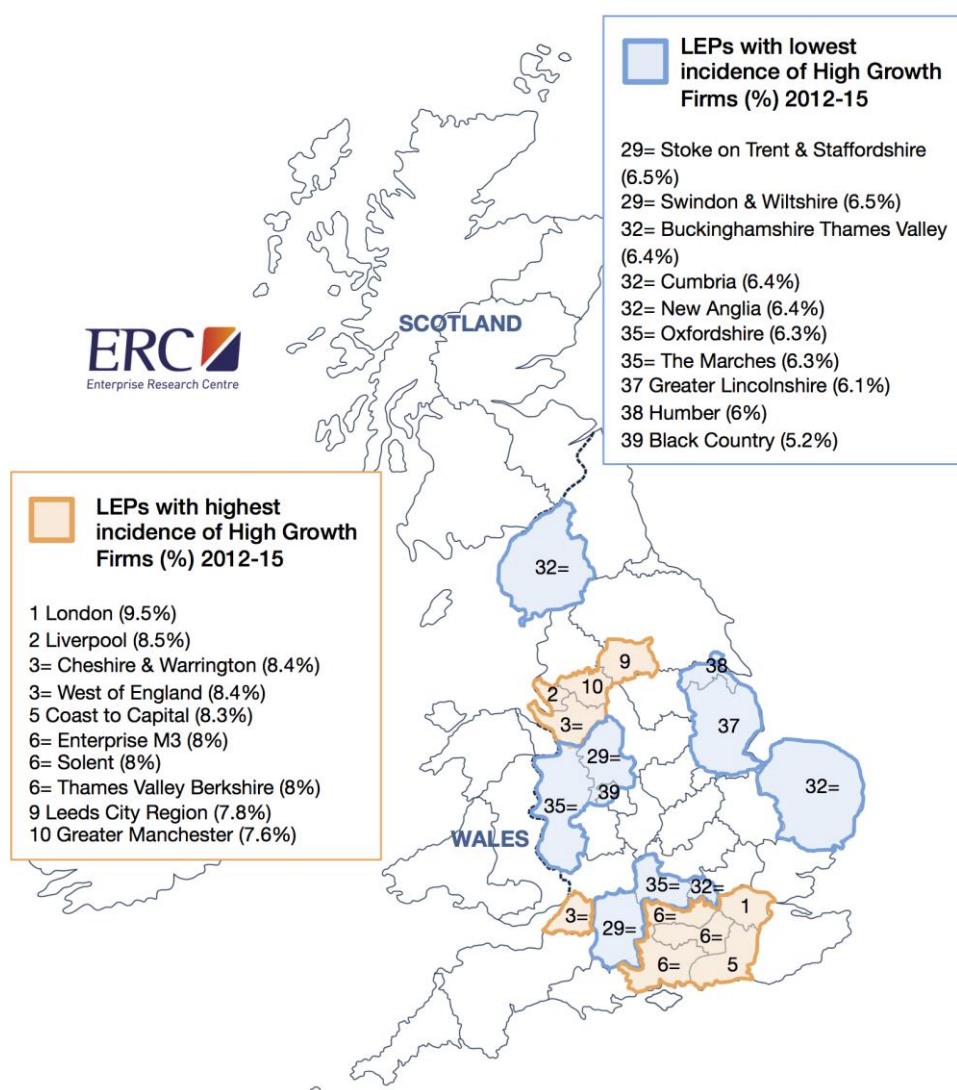 LEPs with lowest
incidence of High Growth
Firms (%) 2012-15
29= Stoke on Trent & Staffordshire
(6.5%)
29= Swindon & Wiltshire (6.5%)
32= Buckinghamshire Thames Valley
(6.4%)
32= Cumbria (6.4%)
32= New Anglia (6.4%)
35= Oxfordshire (6.3%)
35= The Marches (6.3%)
37 Greater Lincolnshire (6.1%)
38 Humber (6%)
39 Black Country (5.2%)
SCOTLAND
ERC
Enterprise Research Centre
LEPs with highest
incidence of High Growth
Firms (%) 2012-15
1 London (9.5%)
2 Liverpool (8.5%)
3= Cheshire & Warrington (8.4%)
3= West of England (8.4%)
5 Coast to Capital (8.3%)
6= Enterprise M3 (8%)
6= Solent (8%)
6= Thames Valley Berkshire (8%)
9 Leeds City Region (7.8%)
10 Greater Manchester (7.6%)
32=
9
38
2
10
3=
37
29=
39
35=
32=
WALES
35=
32=
3=
29=
6=
1
6=
6=
5